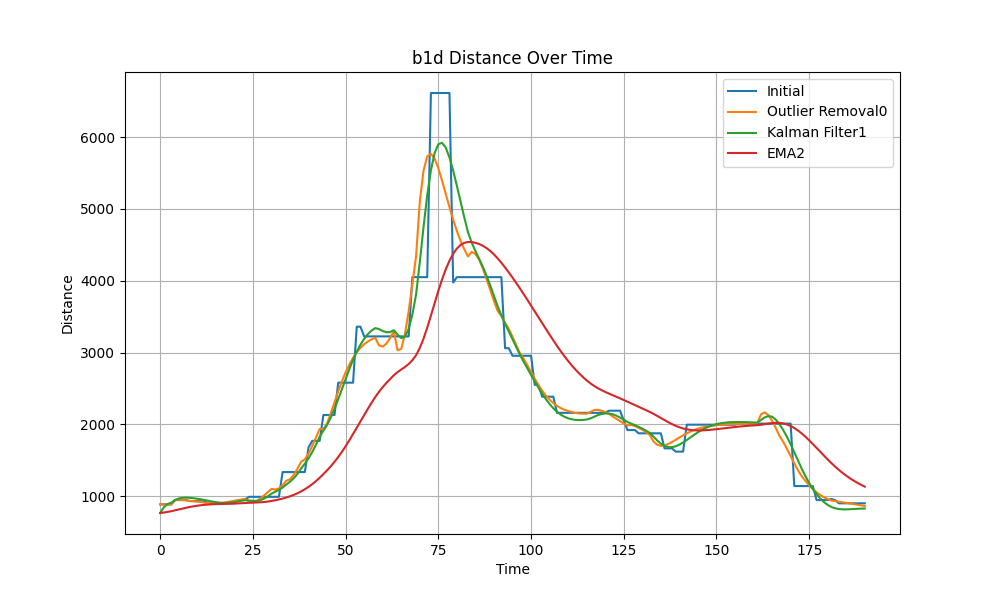 b1d Distance Over Time
Initial
Outlier Removal0
Kalman Filter1
EMA2
6000
5000
4000
3000
2000
1000
Distance
0
25
50
75
100
125
150
175
Time